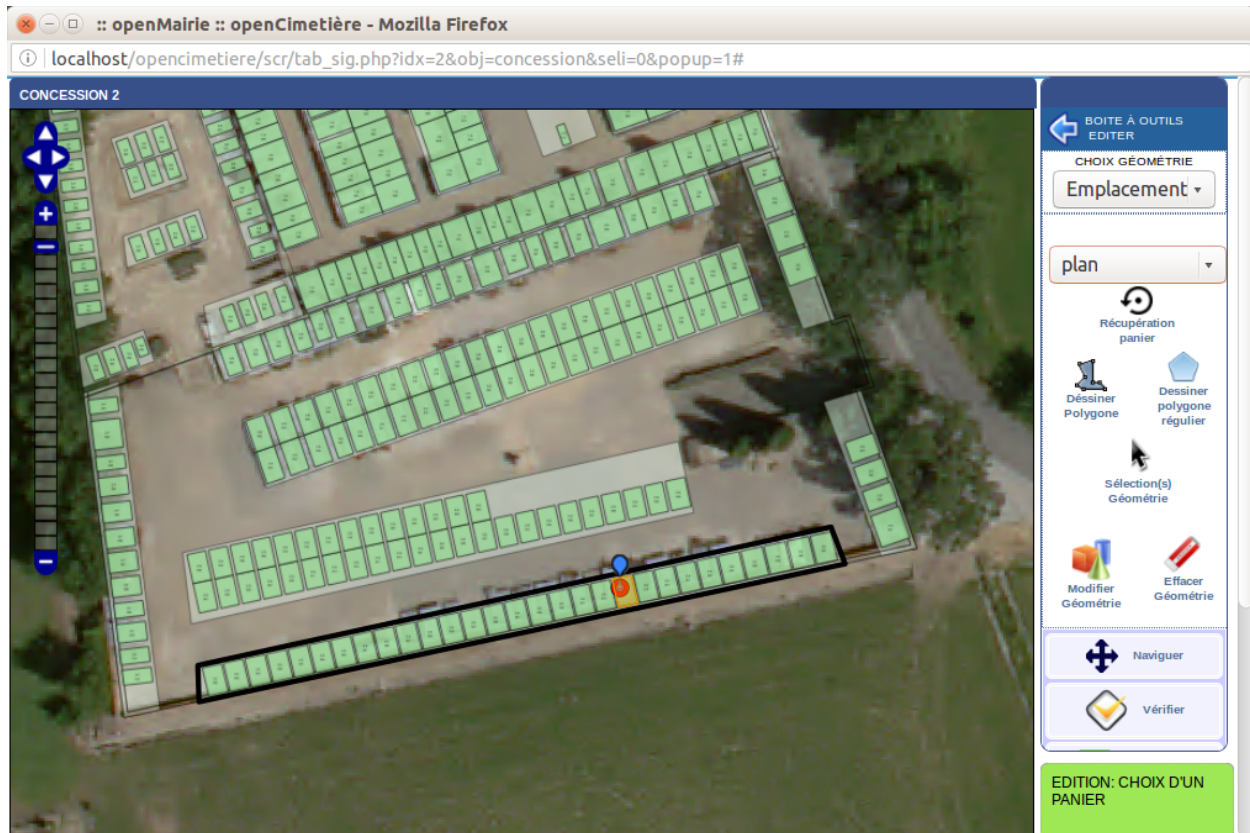 :: openMairie :: openCimetière - Mozilla Firefox
localhost/opencimetiere/scr/tab_sig.php?idx=2&obj=concession&seli=0&popup=1#
CONCESSION 2
BOITE À OUTILS
EDITER
CHOIX GÉOMÉTRIE
Emplacement
plan
Récupération
panier
Déssiner
Polygone
Dessiner
polygone
régulier
Sélection(s)
Géométrie
Modifier
Géométrie
Effacer
Géométrie
Naviguer
Vérifier
EDITION: CHOIX D'UN
PANIER